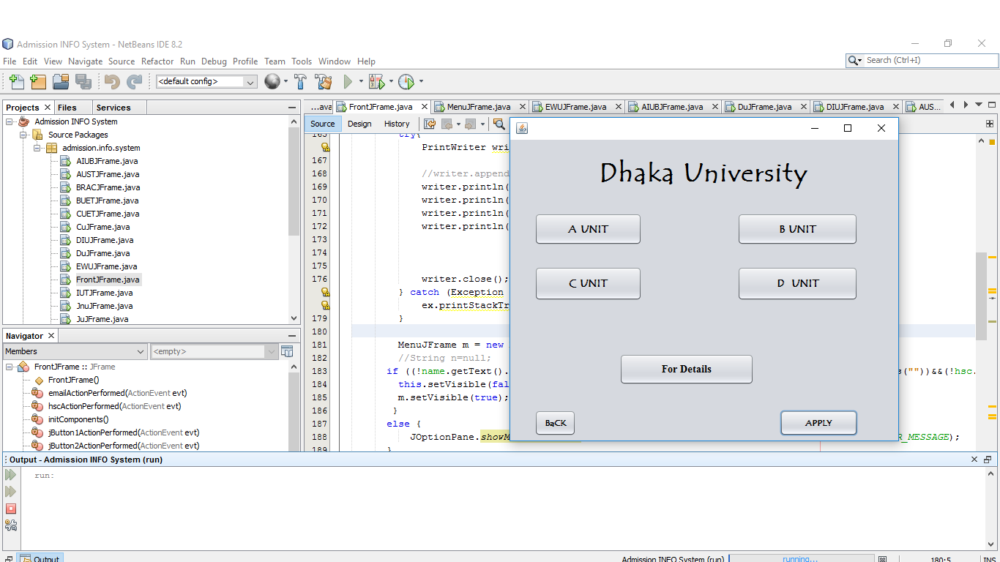 Admission INFO System - NetBeans IDE 8.2
File Edit View Navigate Source Refactor Run Debug Profile Team Tools Window Help
Search (Ctrl+I)
<default config>
Projects Files Services
Admission INFO System
Source Packages
admission.info.system
AIUBJFrame.java
AUSTJFrame.java
BRACJFrame.java
BUETJFrame.java
CUETJFrame.java
CuJFrame.java
DIUJFrame.java
DuJFrame.java
EWUJFrame.java
FrontJFrame.java
IUTJFrame.java
JnuJFrame.java
JuJFrame.java
Navigator
Members <empty>
FrontJFrame :: JFrame
FrontJFrame()
emailActionPerformed(ActionEvent evt)
hscActionPerformed(ActionEvent evt)
initComponents()
jButton1ActionPerformed(ActionEvent evt)
jButton2ActionPerformed(ActionEvent evt)
...ava FrontJFrame.java MenuJFrame.java EWUJFrame.java AIUBJFrame.java DuJFrame.java DIUJFrame.java AUS...
Source Design History
165 try{
PrintWriter wri
167
168 //writer.append
169 writer.println(
170 writer.println(
171 writer.println(
172 writer.println(
173
174
175
176 writer.close();
} catch (Exception
ex.printStackTr
179 }
180
181 MenuJFrame m = new
182 //String n=null;
183 if ((!name.getText(). s(""))&&(!hsc.
184 this.setVisible(fal
185 m.setVisible(true);
186 }
187 else {
188 JOptionPane.showM R_MESSAGE);
189 }
Dhaka University
A UNIT B UNIT
C UNIT D UNIT
For Details
BaCK APPLY
Output - Admission INFO System (run)
run:
Output Admission INFO System (run) running... 180:5 INS